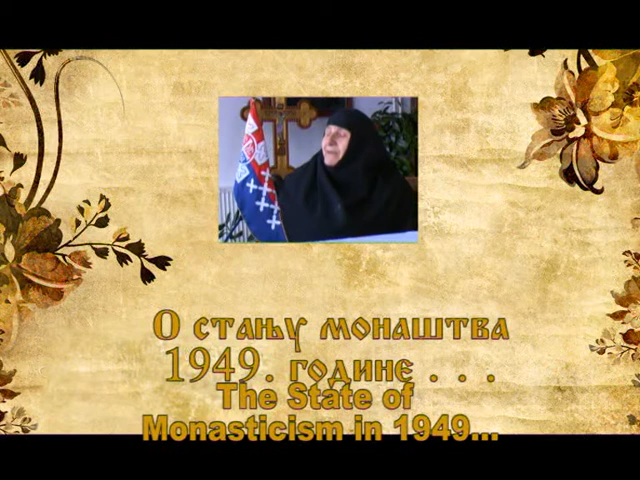 О стању монаштва
1949. године . . .
The State of
Monasticism in 1949...